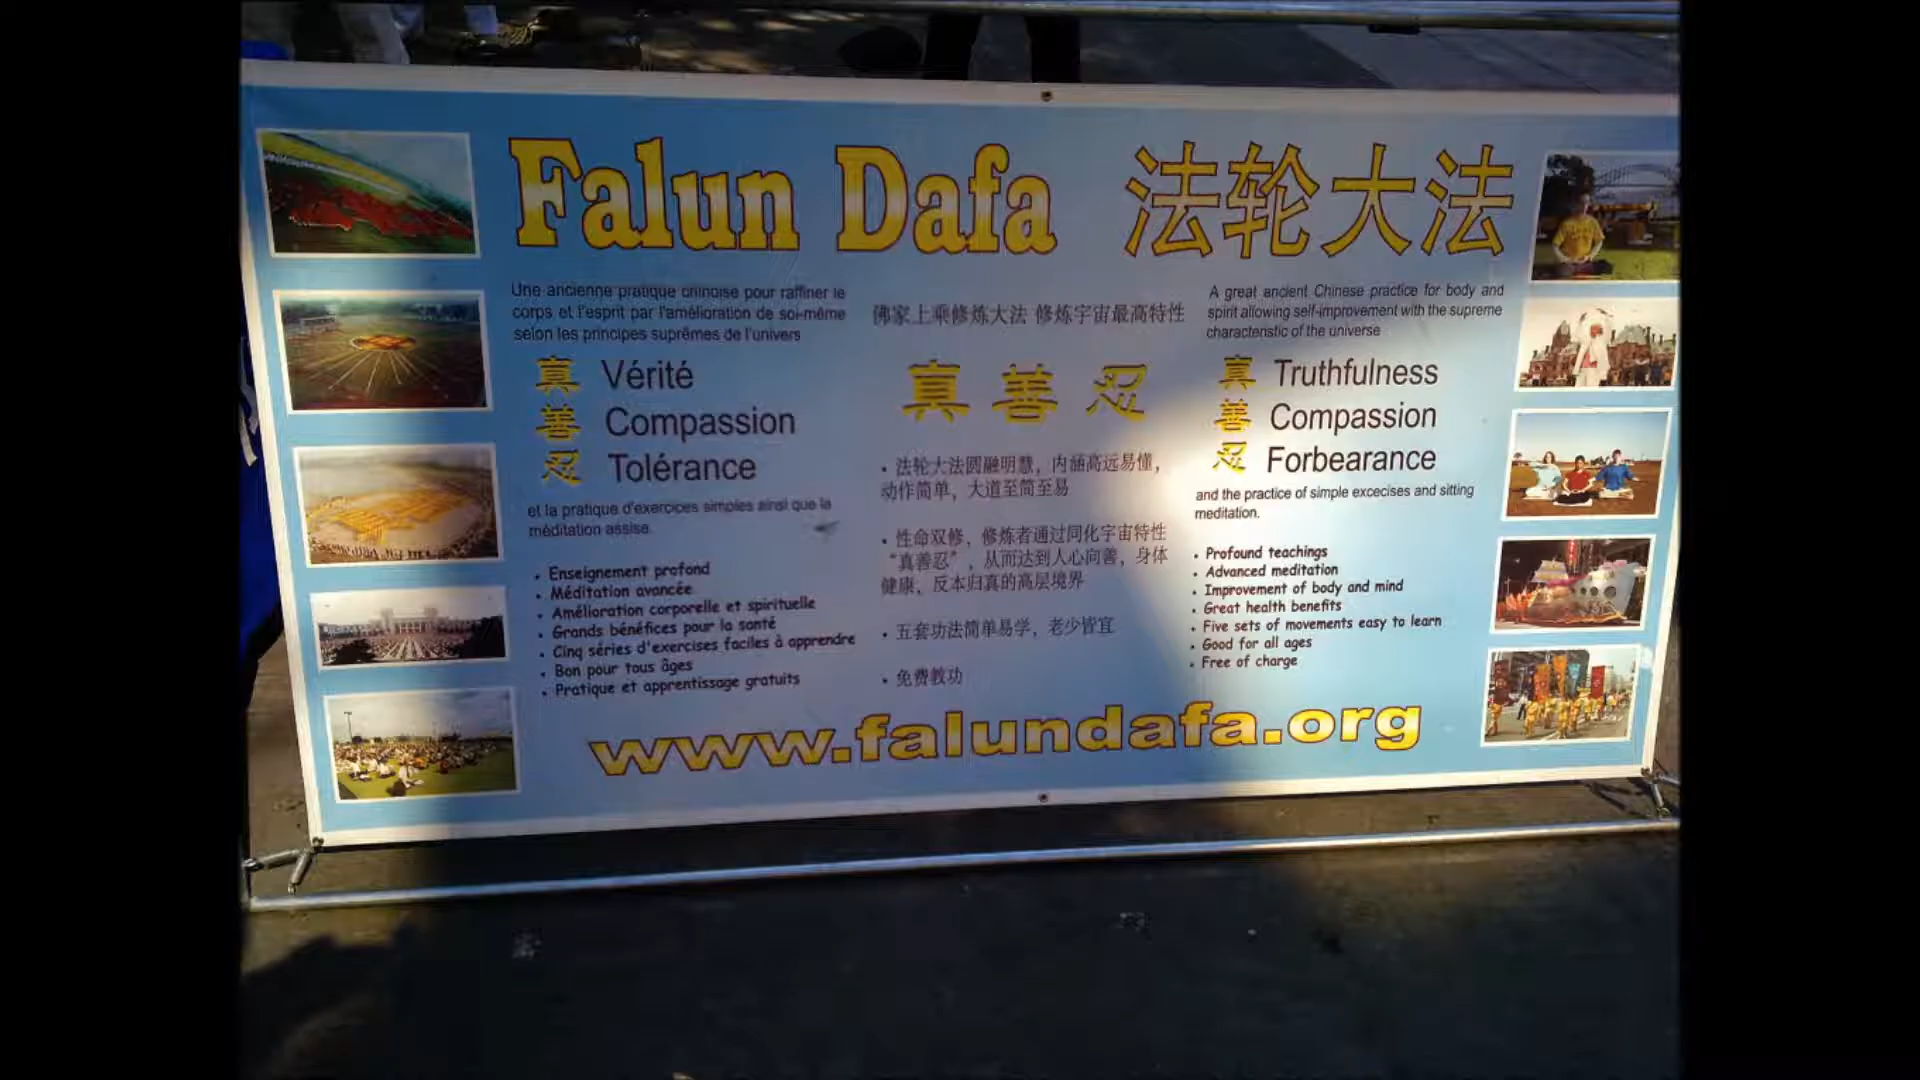 Falun Dafa 法轮大法
Une ancienne pratique chinoise pour raffiner le
corps et l'esprit par l'amélioration de soi-même
selon les principes suprêmes de l'univers
真 Vérité
善 Compassion
忍 Tolérance
et la pratique d'exercices simples ainsi que la
méditation assise.
• Enseignement profond
• Méditation avancée
• Amélioration corporelle et spirituelle
• Grands bénéfices pour la santé
• Cinq séries d'exercises faciles à apprendre
• Bon pour tous âges
• Pratique et apprentissage gratuits
佛家上乘修炼大法 修炼宇宙最高特性
真 善 忍
• 法轮大法圆融明慧，内涵高远易懂，
动作简单，大道至简至易
• 性命双修，修炼者通过同化宇宙特性
“真善忍”，从而达到人心向善，身体
健康，反本归真的高层境界
• 五套功法简单易学，老少皆宜
• 免费教功
A great ancient Chinese practice for body and
spirit allowing self-improvement with the supreme
characteristic of the universe
真 Truthfulness
善 Compassion
忍 Forbearance
and the practice of simple excecises and sitting
meditation.
• Profound teachings
• Advanced meditation
• Improvement of body and mind
• Great health benefits
• Five sets of movements easy to learn
• Good for all ages
• Free of charge
www.falundafa.org